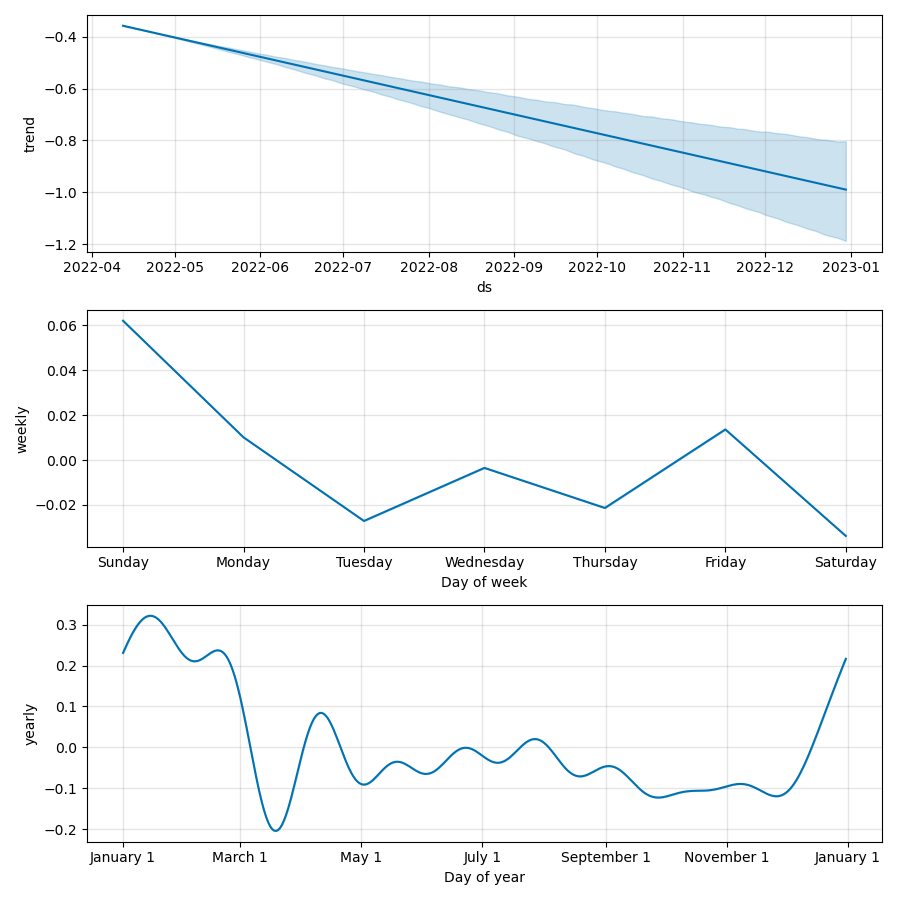 −0.4
−0.6
−0.8
−1.0
−1.2
trend
2022-04 2022-05 2022-06 2022-07 2022-08 2022-09 2022-10 2022-11 2022-12 2023-01
ds
0.06
0.04
0.02
0.00
−0.02
weekly
Sunday Monday Tuesday Wednesday Thursday Friday Saturday
Day of week
0.3
0.2
0.1
0.0
−0.1
−0.2
yearly
January 1 March 1 May 1 July 1 September 1 November 1 January 1
Day of year